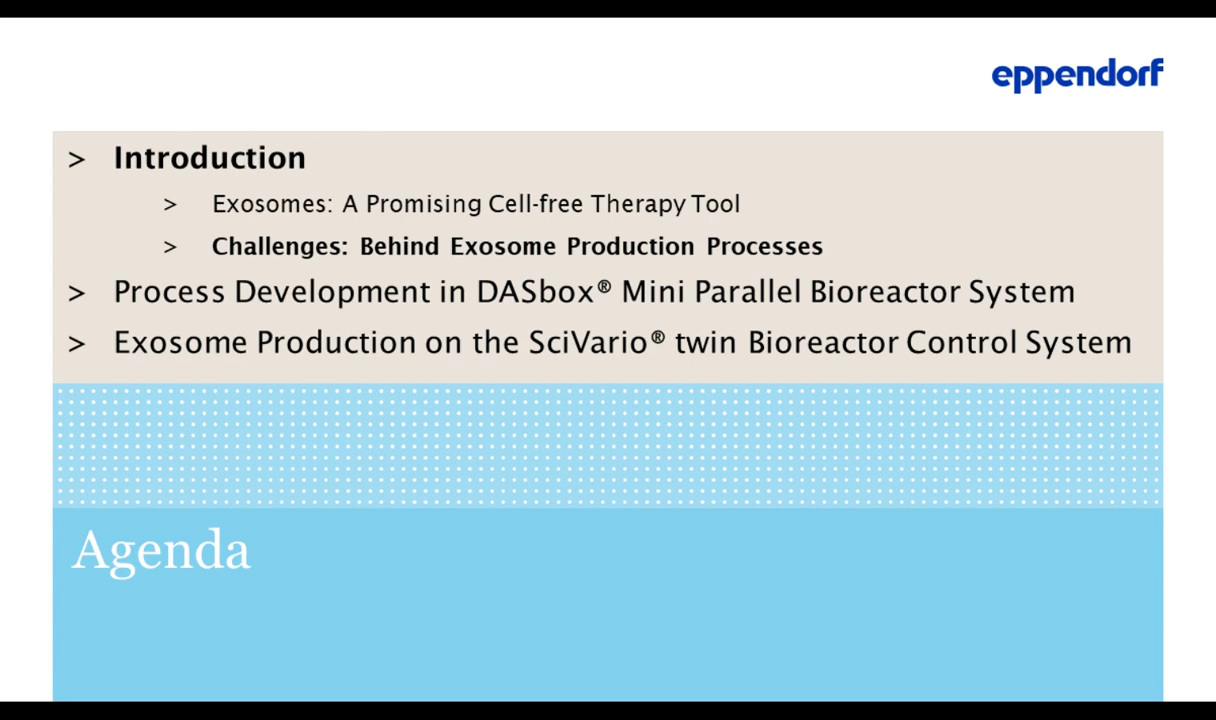 eppendorf
> Introduction
> Exosomes: A Promising Cell-free Therapy Tool
> Challenges: Behind Exosome Production Processes
> Process Development in DASbox® Mini Parallel Bioreactor System
> Exosome Production on the SciVario® twin Bioreactor Control System
Agenda